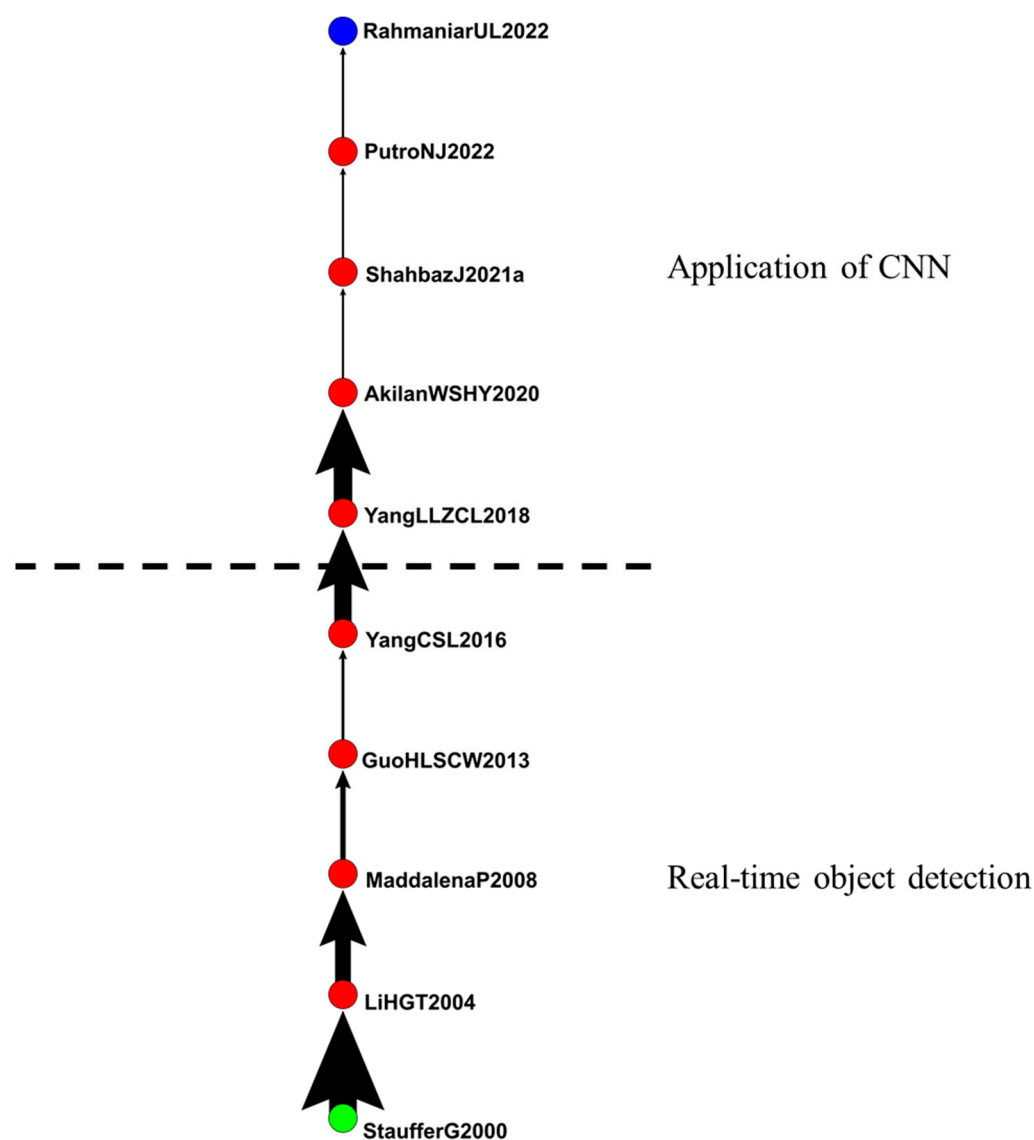 RahmaniarUL2022
PutroNJ2022
Application of CNN
ShahbazJ2021a
AkilanWSHY2020
YangLLZCL2018
YangCSL2016
GuoHLSCW2013
MaddalenaP2008
Real-time object detection
LiHGT2004
StaufferG2000